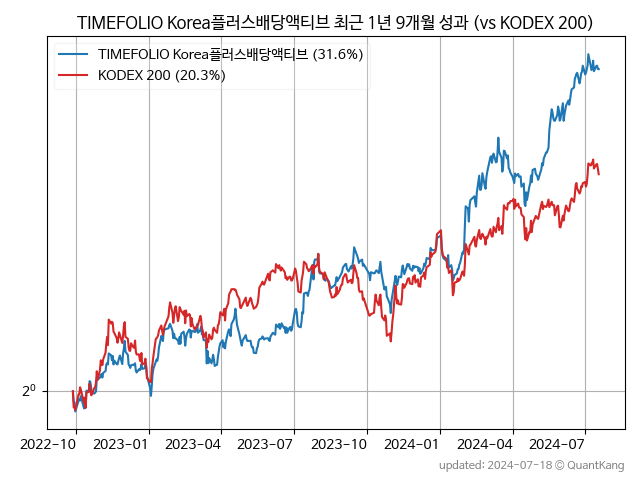 TIMEFOLIO Korea플러스배당액티브 최근 1년 9개월 성과 (vs KODEX 200)
TIMEFOLIO Korea플러스배당액티브 (31.6%)
KODEX 200 (20.3%)
2⁰
2022-10 2023-01 2023-04 2023-07 2023-10 2024-01 2024-04 2024-07
updated: 2024-07-18 © QuantKang